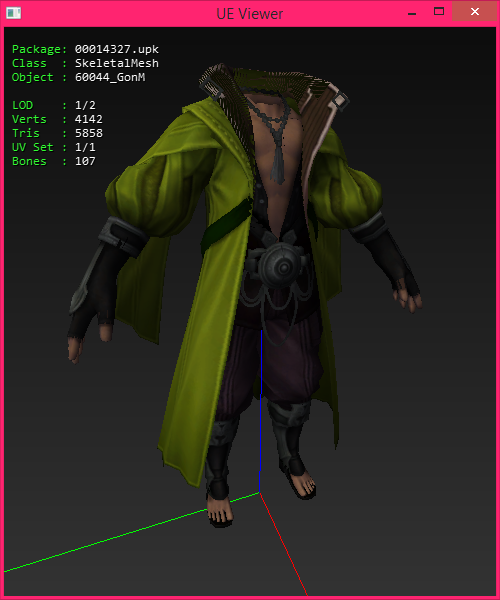 UE Viewer
Package: 00014327.upk
Class : SkeletalMesh
Object : 60044_GonM
LOD : 1/2
Verts : 4142
Tris : 5858
UV Set : 1/1
Bones : 107